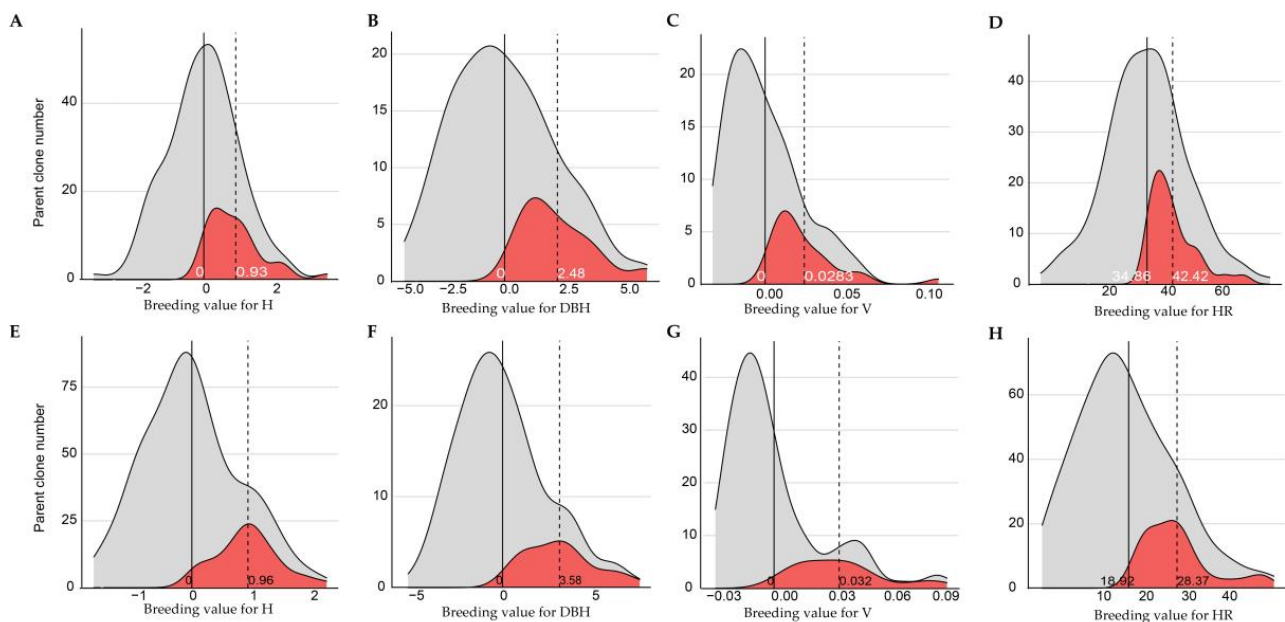 A
B
C
D
Parent clone number
40
20
0
−2 0 2
0 0.93
Breeding value for H
20
15
10
5
0
−5.0 −2.5 0.0 2.5 5.0
0 2.48
Breeding value for DBH
20
15
10
5
0
0.00 0.05 0.10
0 0.0283
Breeding value for V
40
30
20
10
0
20 40 60
34.86 42.42
Breeding value for HR
E
F
G
H
Parent clone number
75
50
25
0
−1 0 1 2
0 0.96
Breeding value for H
20
10
0
−5 0 5
0 3.58
Breeding value for DBH
40
30
20
10
0
−0.03 0.00 0.03 0.06 0.09
0 0.032
Breeding value for V
60
40
20
0
10 20 30 40
18.92 28.37
Breeding value for HR